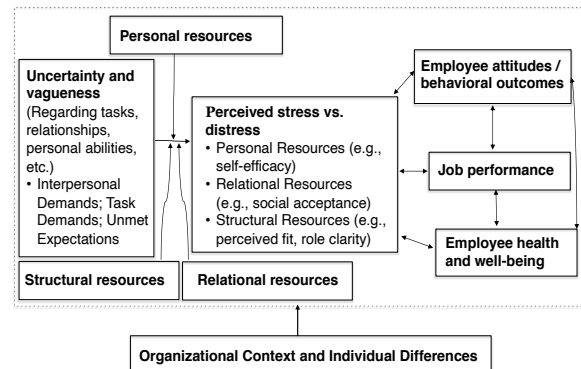 Personal resources
Uncertainty and
vagueness
(Regarding tasks,
relationships,
personal abilities,
etc.)
• Interpersonal
Demands; Task
Demands; Unmet
Expectations
Perceived stress vs.
distress
• Personal Resources (e.g.,
self-efficacy)
• Relational Resources
(e.g., social acceptance)
• Structural Resources (e.g.,
perceived fit, role clarity)
Employee attitudes /
behavioral outcomes
Job performance
Employee health
and well-being
Structural resources
Relational resources
Organizational Context and Individual Differences